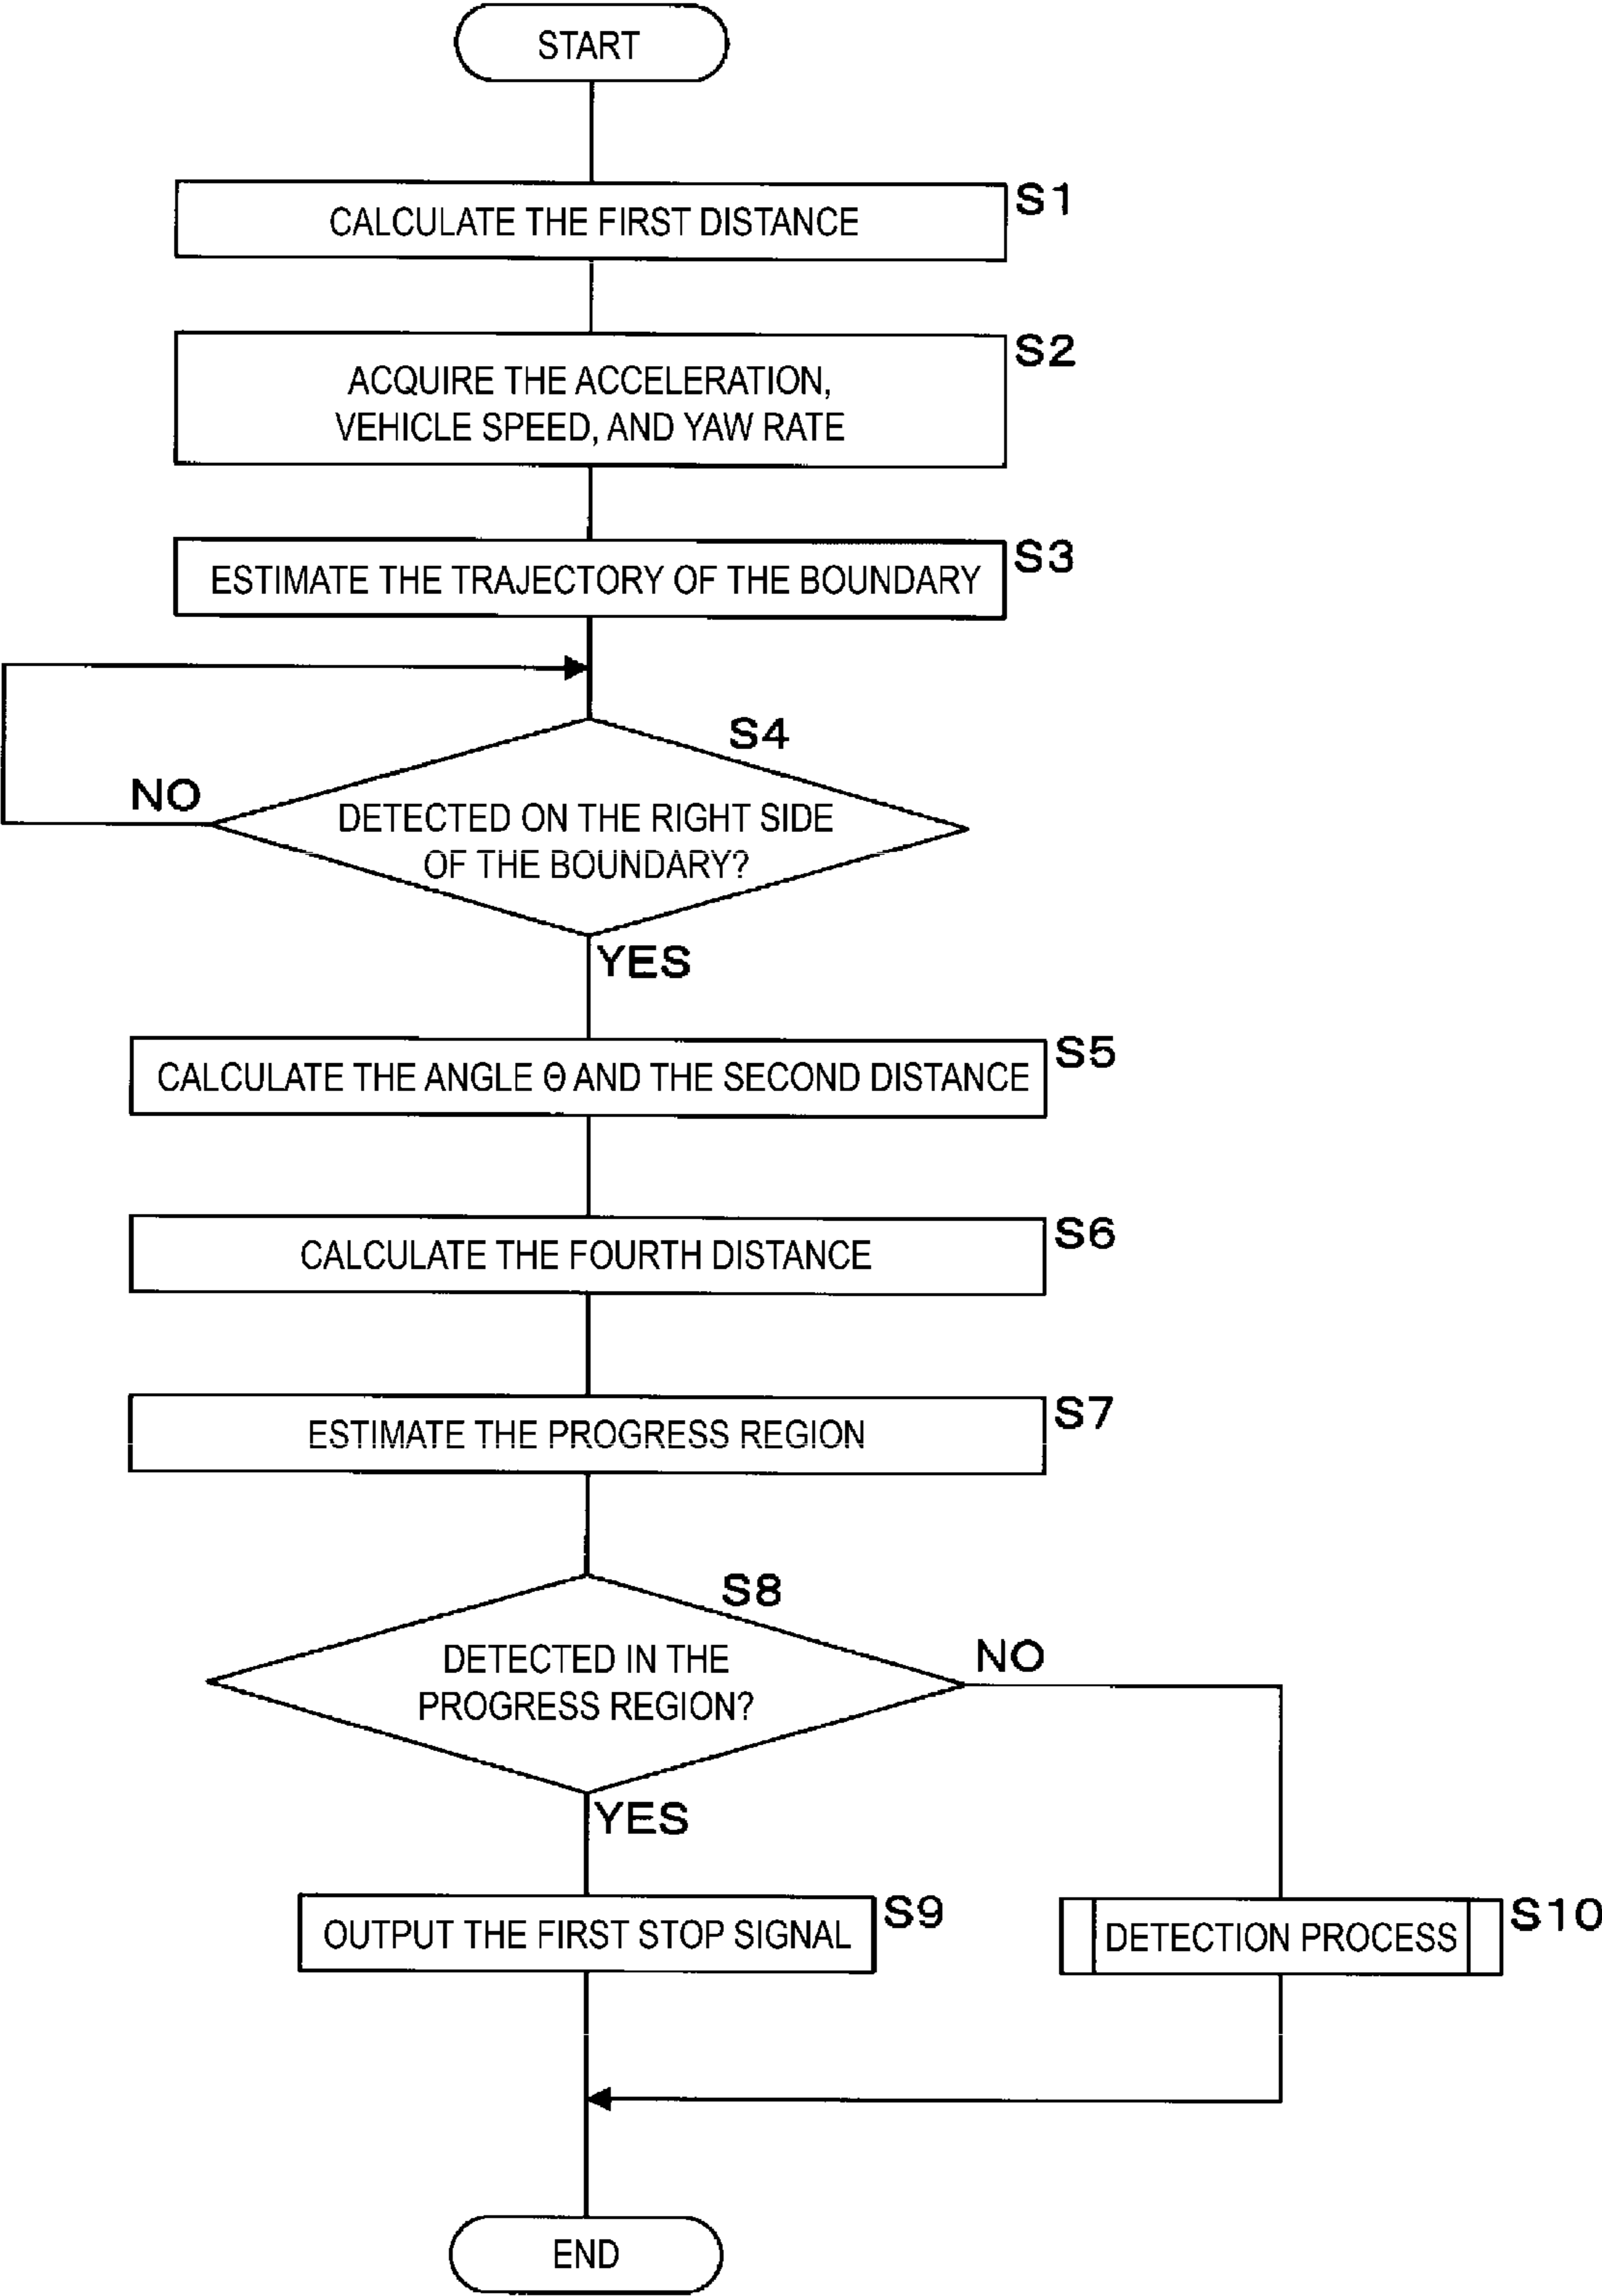 START
CALCULATE THE FIRST DISTANCE
S1
ACQUIRE THE ACCELERATION,
VEHICLE SPEED, AND YAW RATE
S2
ESTIMATE THE TRAJECTORY OF THE BOUNDARY
S3
S4
NO
DETECTED ON THE RIGHT SIDE
OF THE BOUNDARY?
YES
CALCULATE THE ANGLE Θ AND THE SECOND DISTANCE
S5
CALCULATE THE FOURTH DISTANCE
S6
ESTIMATE THE PROGRESS REGION
S7
S8
DETECTED IN THE
PROGRESS REGION?
NO
YES
OUTPUT THE FIRST STOP SIGNAL
S9
DETECTION PROCESS
S10
END